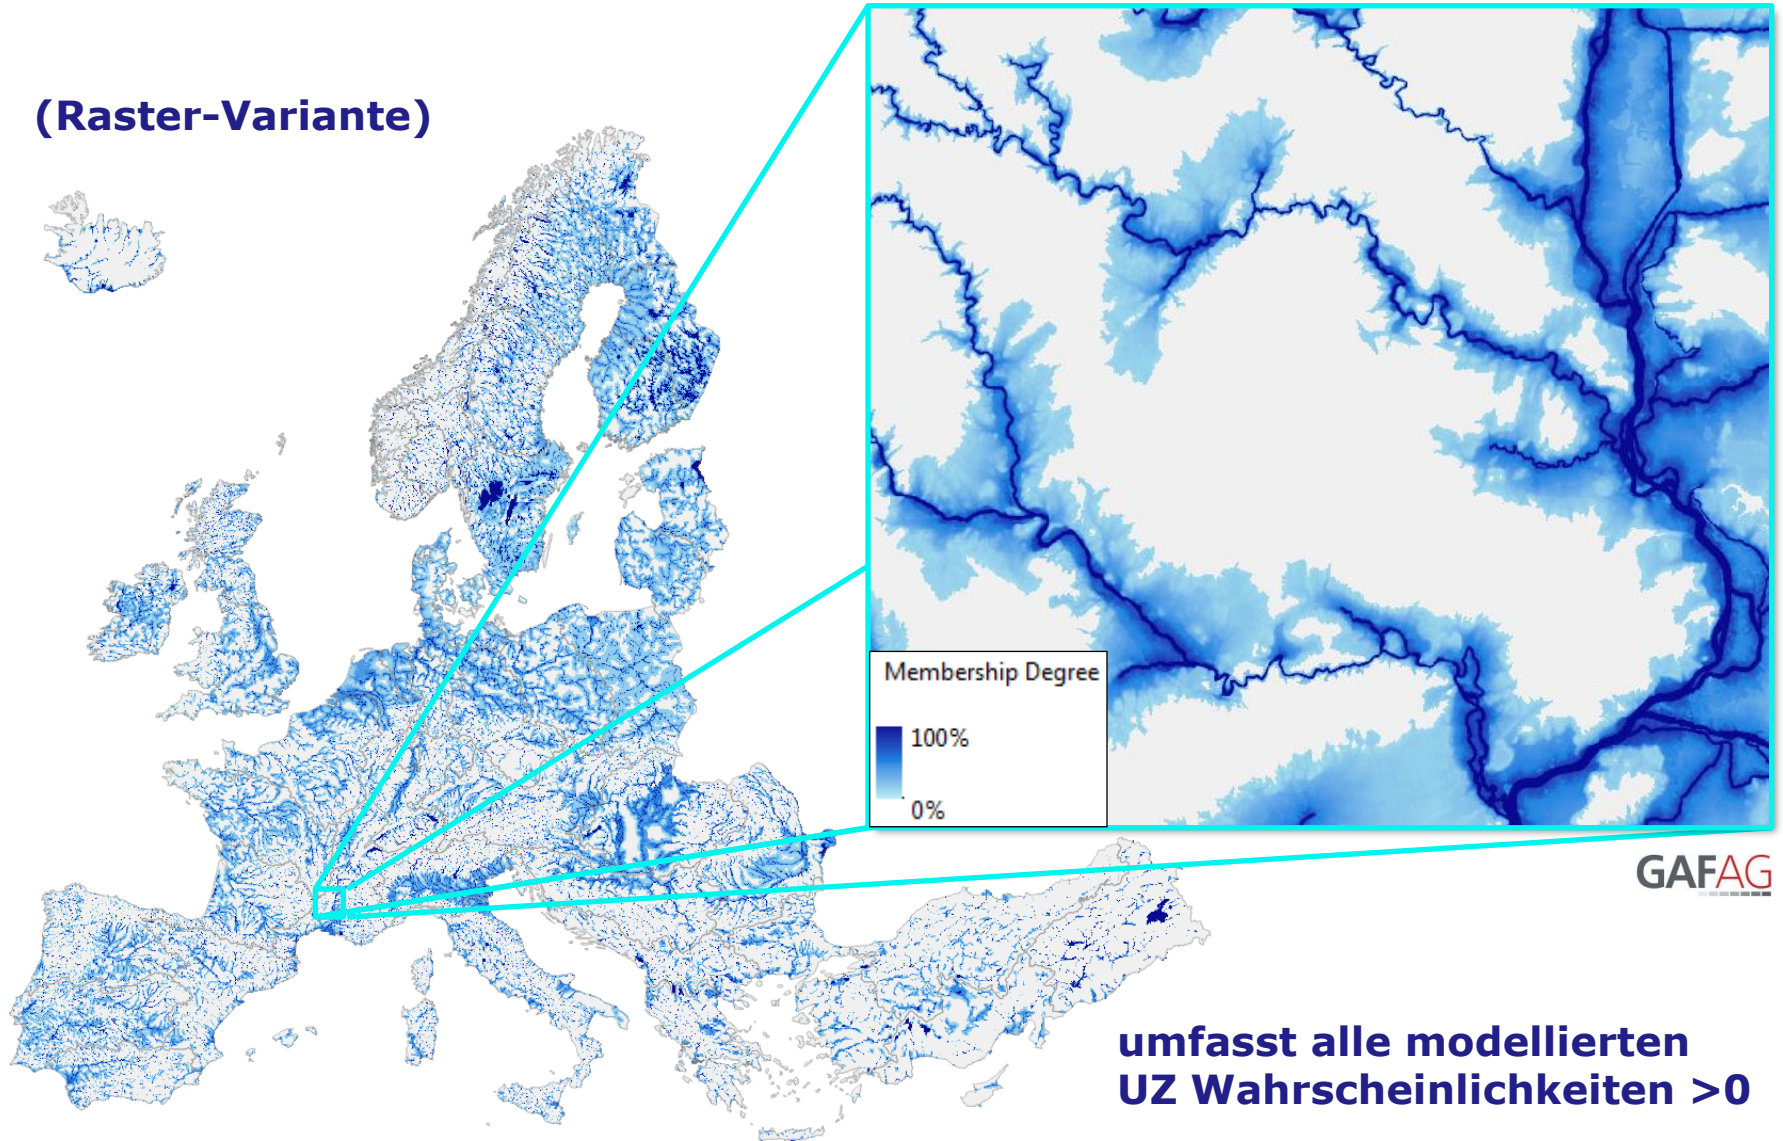 (Raster-Variante)
Membership Degree
100%
0%
GAFAG
umfasst alle modellierten
UZ Wahrscheinlichkeiten >0